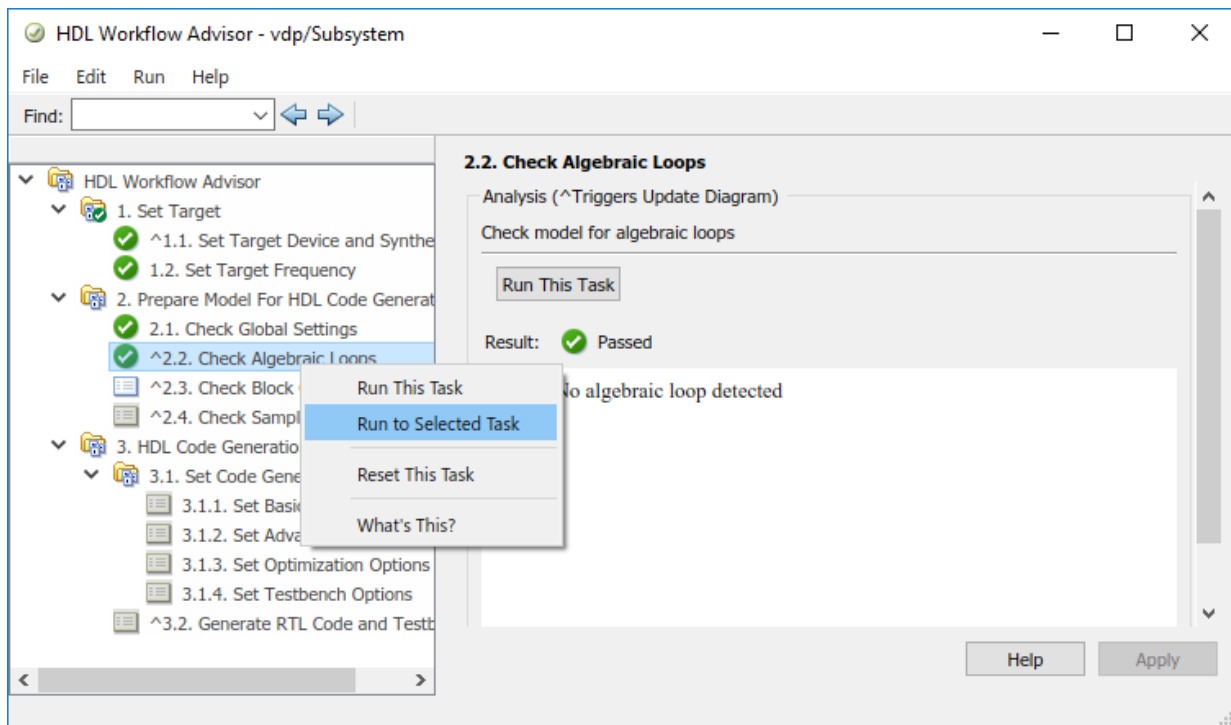 HDL Workflow Advisor - vdp/Subsystem
File Edit Run Help
Find:
HDL Workflow Advisor
1. Set Target
^1.1. Set Target Device and Synthe
1.2. Set Target Frequency
2. Prepare Model For HDL Code Generat
2.1. Check Global Settings
^2.2. Check Algebraic Loops
^2.3. Check Block
^2.4. Check Sampl
3. HDL Code Generatio
3.1. Set Code Gene
3.1.1. Set Basic
3.1.2. Set Adva
3.1.3. Set Optimization Options
3.1.4. Set Testbench Options
^3.2. Generate RTL Code and Testb
Run This Task
Run to Selected Task
Reset This Task
What's This?
2.2. Check Algebraic Loops
Analysis (^Triggers Update Diagram)
Check model for algebraic loops
Run This Task
Result: Passed
No algebraic loop detected
Help Apply